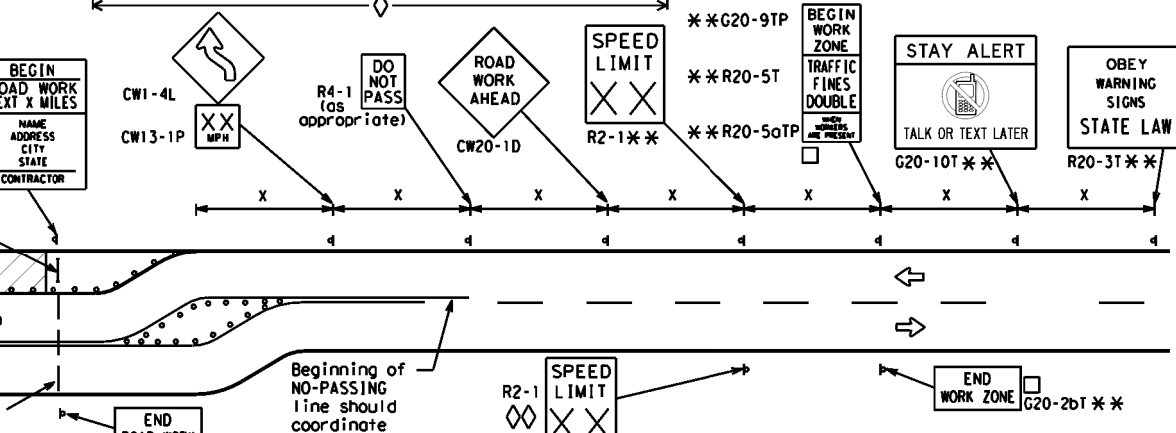 BEGIN
ROAD WORK
NEXT X MILES
NAME
ADDRESS
CITY
STATE
CONTRACTOR
CW1-4L
XX
MPH
CW13-1P
DO
NOT
PASS
R4-1
(as
appropriate)
ROAD
WORK
AHEAD
CW20-1D
SPEED
LIMIT
X X
R2-1**
**G20-9TP
**R20-5T
**R20-5aTP
BEGIN
WORK
ZONE
TRAFFIC
FINES
DOUBLE
WHEN
WORKERS
ARE PRESENT
STAY ALERT
TALK OR TEXT LATER
G20-10T**
OBEY
WARNING
SIGNS
STATE LAW
R20-3T**
X X X X X X X
Beginning of
NO-PASSING
line should
coordinate
R2-1
SPEED
LIMIT
X X
END
WORK ZONE
G20-2bT**
END
ROAD WORK